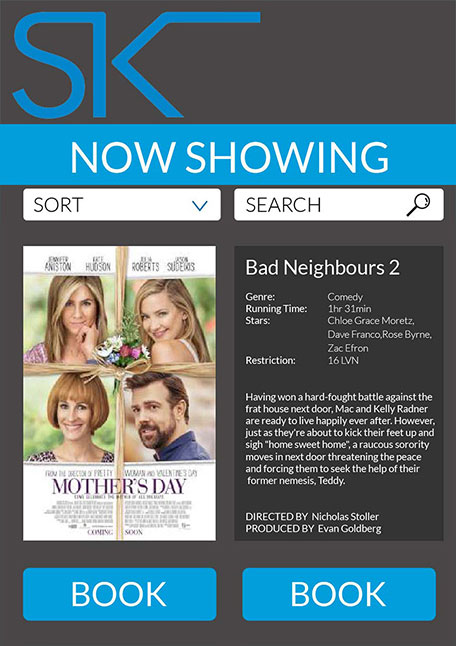 SK
NOW SHOWING
SORT
SEARCH
JENNIFER KATE JULIA JASON
ANISTON HUDSON ROBERTS SUDEIKIS
FROM THE DIRECTOR OF PRETTY WOMAN AND VALENTINE'S DAY
MOTHER'S DAY
COMING SOON
BOOK
Bad Neighbours 2
Genre: Comedy
Running Time: 1hr 31min
Stars: Chloe Grace Moretz,
Dave Franco,Rose Byrne,
Zac Efron
Restriction: 16 LVN
Having won a hard-fought battle against the
frat house next door, Mac and Kelly Radner
are ready to live happily ever after. However,
just as they're about to kick their feet up and
sigh "home sweet home", a raucous sorority
moves in next door threatening the peace
and forcing them to seek the help of their
former nemesis, Teddy.
DIRECTED BY Nicholas Stoller
PRODUCED BY Evan Goldberg
BOOK